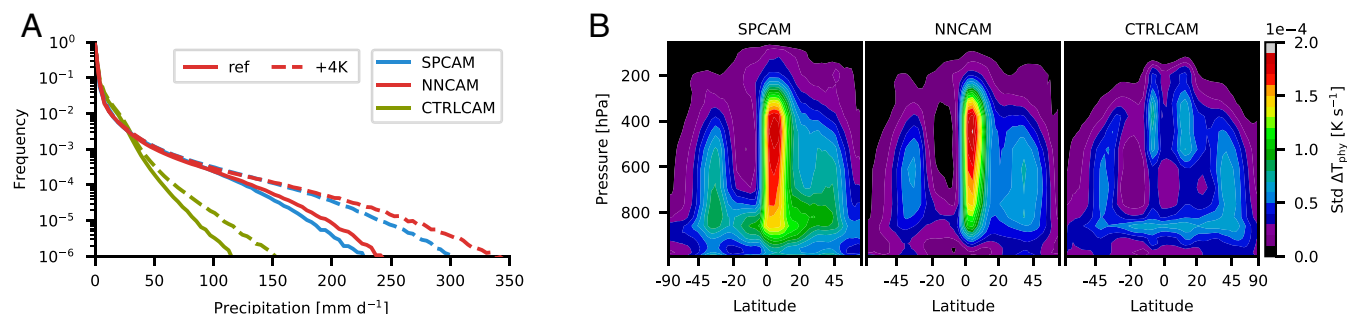 A
10⁰
10⁻¹
10⁻²
10⁻³
10⁻⁴
10⁻⁵
10⁻⁶
Frequency
ref +4K
SPCAM
NNCAM
CTRLCAM
0 50 100 150 200 250 300 350
Precipitation [mm d⁻¹]
B
SPCAM NNCAM CTRLCAM
200
400
600
800
Pressure [hPa]
-90 -45 -20 0 20 45
-45 -20 0 20 45
-45 -20 0 20 45 90
Latitude Latitude Latitude
1e−4
2.0
1.5
1.0
0.5
0.0
Std ΔTphy [K s⁻¹]